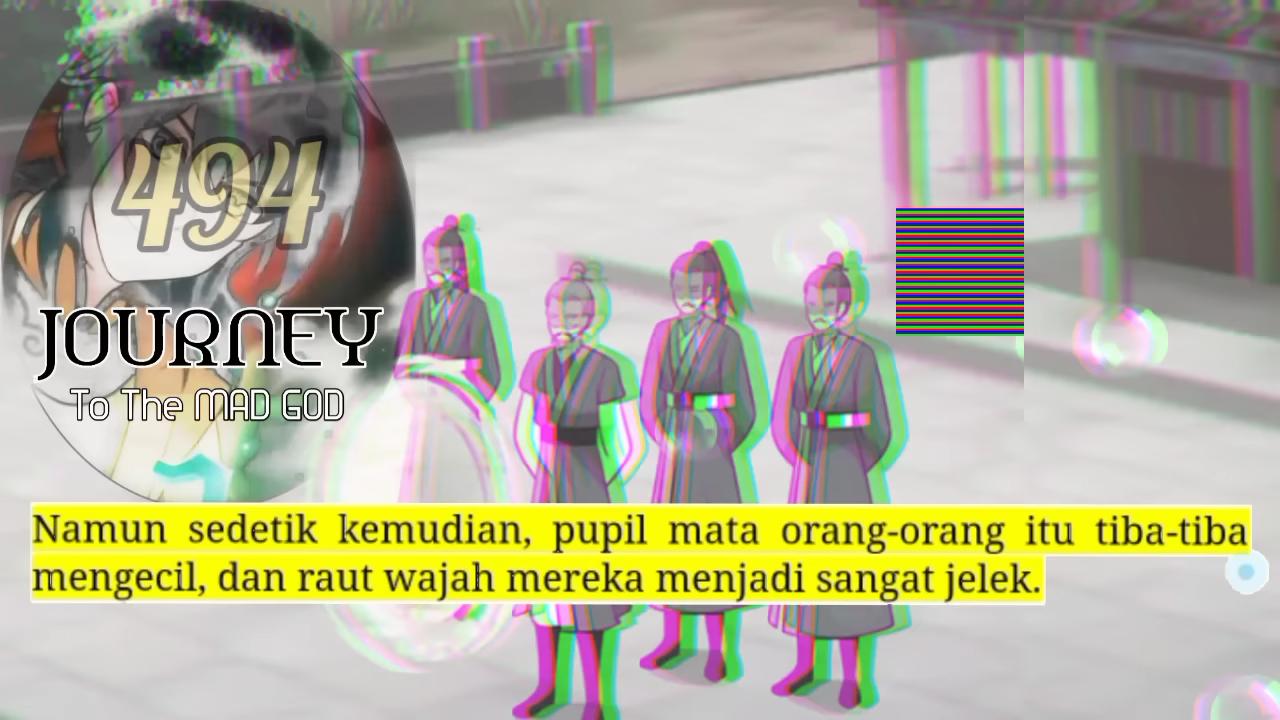 494
JOURNEY
To The MAD GOD
Namun sedetik kemudian, pupil mata orang-orang itu tiba-tiba
mengecil, dan raut wajah mereka menjadi sangat jelek.